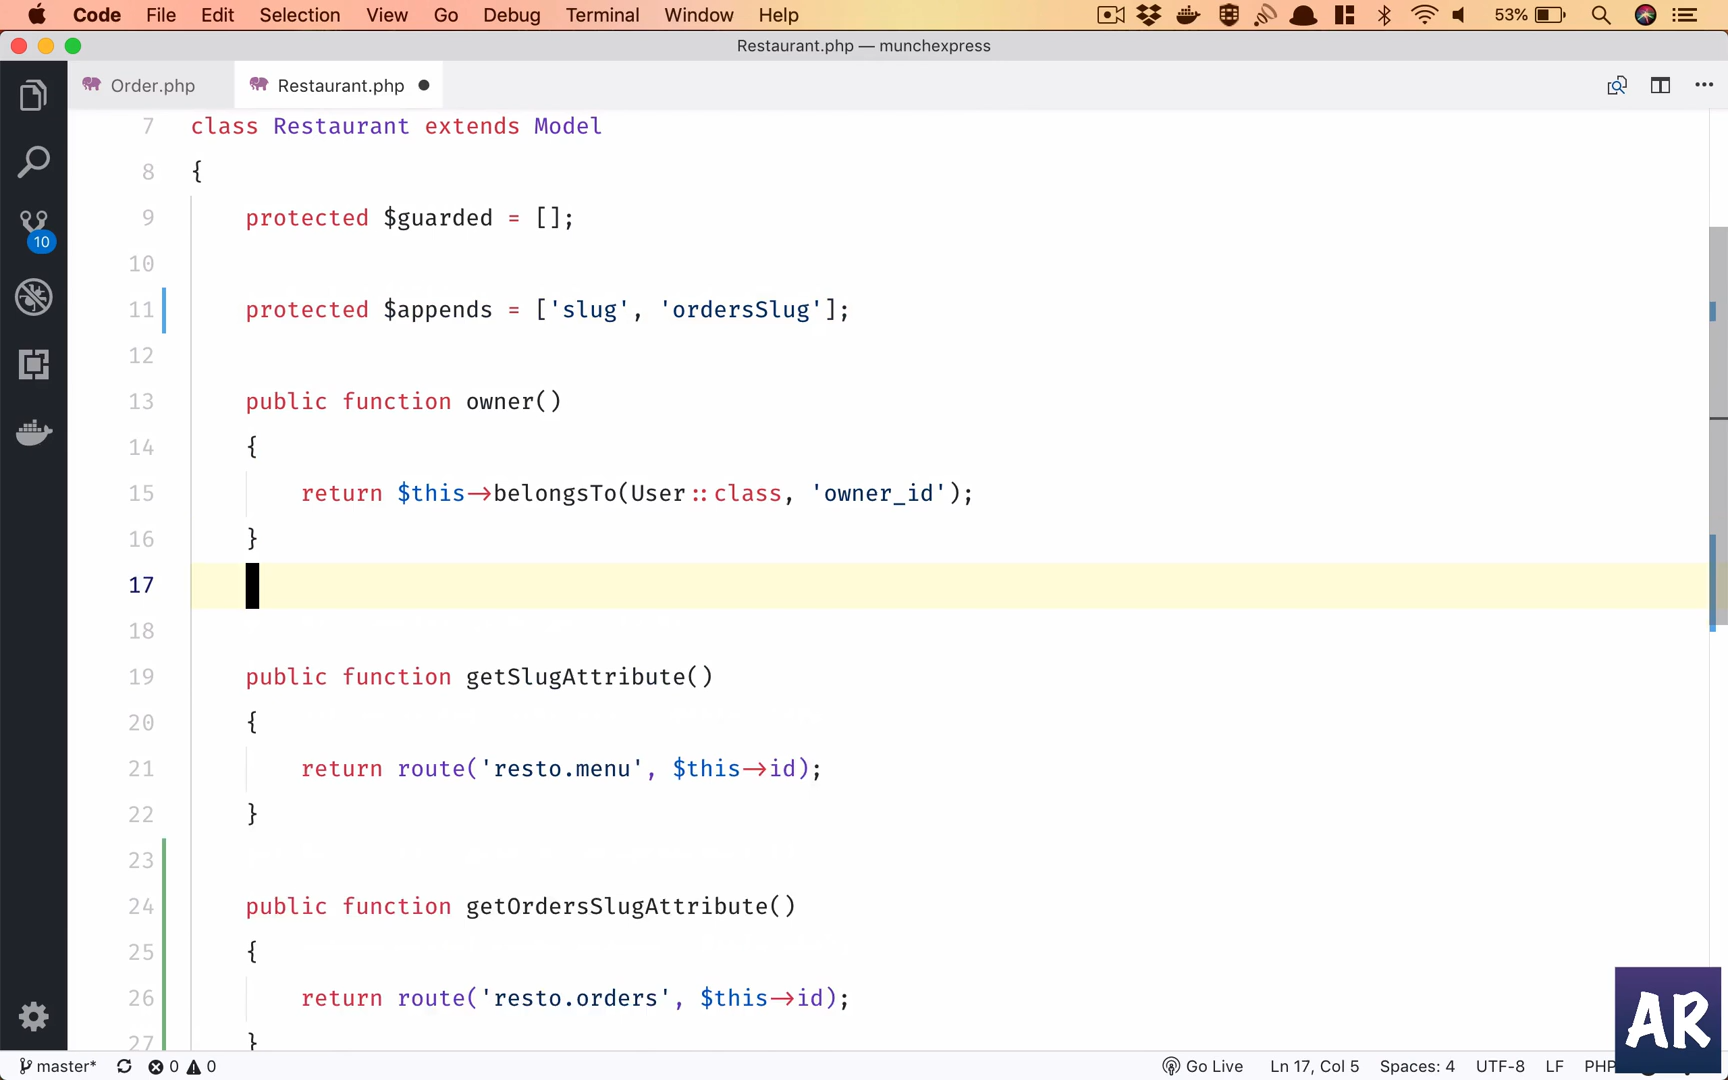 Code File Edit Selection View Go Debug Terminal Window Help 53%
Restaurant.php — munchexpress
Order.php Restaurant.php
7 class Restaurant extends Model
8 {
9 protected $guarded = [];
10
11 protected $appends = ['slug', 'ordersSlug'];
12
13 public function owner()
14 {
15 return $this->belongsTo(User::class, 'owner_id');
16 }
17
18
19 public function getSlugAttribute()
20 {
21 return route('resto.menu', $this->id);
22 }
23
24 public function getOrdersSlugAttribute()
25 {
26 return route('resto.orders', $this->id);
27 }
10
AR
master* 0 0 Go Live Ln 17, Col 5 Spaces: 4 UTF-8 LF PHP